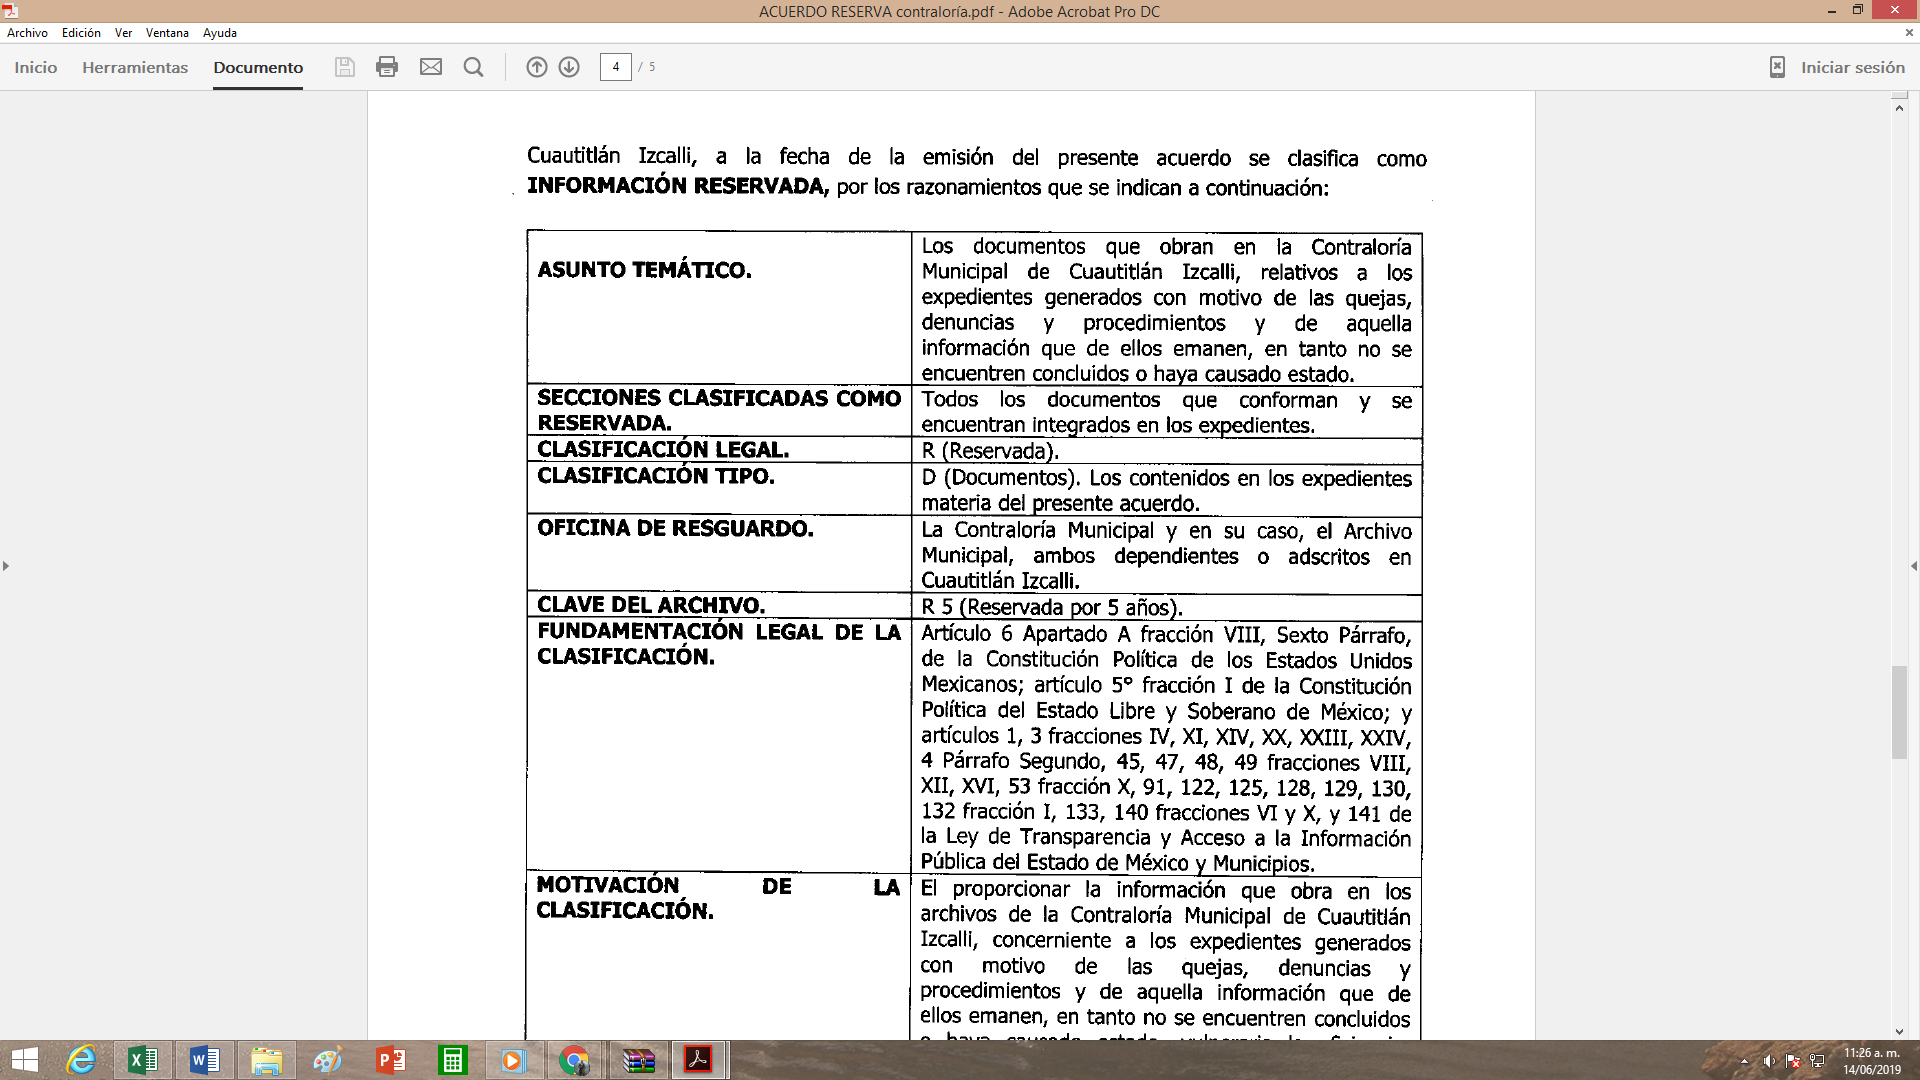 ACUERDO RESERVA contraloría.pdf - Adobe Acrobat Pro DC
Archivo Edición Ver Ventana Ayuda
Inicio Herramientas Documento 4 / 5 Iniciar sesión
Cuautitlán Izcalli, a la fecha de la emisión del presente acuerdo se clasifica como
INFORMACIÓN RESERVADA, por los razonamientos que se indican a continuación:
ASUNTO TEMÁTICO.
Los documentos que obran en la Contraloría
Municipal de Cuautitlán Izcalli, relativos a los
expedientes generados con motivo de las quejas,
denuncias y procedimientos y de aquella
información que de ellos emanen, en tanto no se
encuentren concluidos o haya causado estado.
SECCIONES CLASIFICADAS COMO
RESERVADA.
Todos los documentos que conforman y se
encuentran integrados en los expedientes.
CLASIFICACIÓN LEGAL.
R (Reservada).
CLASIFICACIÓN TIPO.
D (Documentos). Los contenidos en los expedientes
materia del presente acuerdo.
OFICINA DE RESGUARDO.
La Contraloría Municipal y en su caso, el Archivo
Municipal, ambos dependientes o adscritos en
Cuautitlán Izcalli.
CLAVE DEL ARCHIVO.
R 5 (Reservada por 5 años).
FUNDAMENTACIÓN LEGAL DE LA
CLASIFICACIÓN.
Artículo 6 Apartado A fracción VIII, Sexto Párrafo,
de la Constitución Política de los Estados Unidos
Mexicanos; artículo 5° fracción I de la Constitución
Política del Estado Libre y Soberano de México; y
artículos 1, 3 fracciones IV, XI, XIV, XX, XXIII, XXIV,
4 Párrafo Segundo, 45, 47, 48, 49 fracciones VIII,
XII, XVI, 53 fracción X, 91, 122, 125, 128, 129, 130,
132 fracción I, 133, 140 fracciones VI y X, y 141 de
la Ley de Transparencia y Acceso a la Información
Pública del Estado de México y Municipios.
MOTIVACIÓN DE LA
CLASIFICACIÓN.
El proporcionar la información que obra en los
archivos de la Contraloría Municipal de Cuautitlán
Izcalli, concerniente a los expedientes generados
con motivo de las quejas, denuncias y
procedimientos y de aquella información que de
ellos emanen, en tanto no se encuentren concluidos
11:26 a. m.
14/06/2019